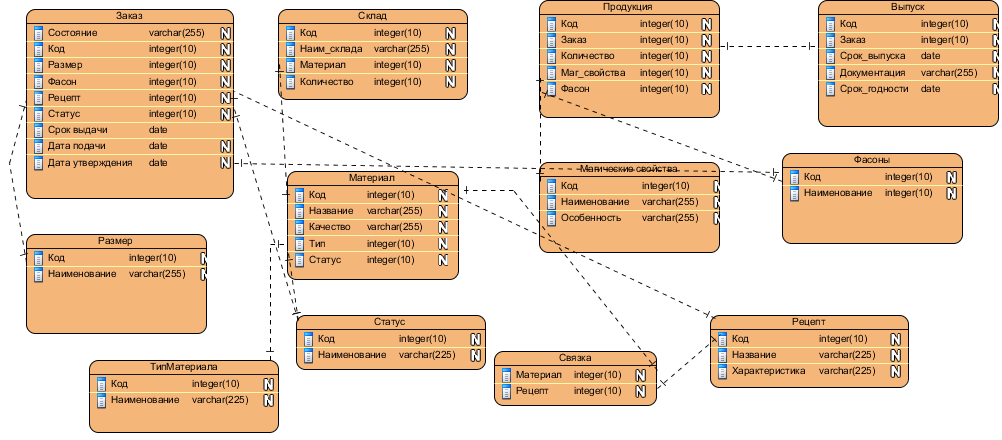 Заказ
Состояние varchar(255) N
Код integer(10) N
Размер integer(10) N
Фасон integer(10) N
Рецепт integer(10) N
Статус integer(10) N
Срок выдачи date
Дата подачи date N
Дата утверждения date N
Склад
Код integer(10) N
Наим_склада varchar(255) N
Материал integer(10) N
Количество integer(10) N
Продукция
Код integer(10) N
Заказ integer(10) N
Количество integer(10) N
Маг_свойства integer(10) N
Фасон integer(10) N
Выпуск
Код integer(10) N
Заказ integer(10) N
Срок_выпуска date N
Документация varchar(255) N
Срок_годности date N
Материал
Код integer(10) N
Название varchar(255) N
Качество varchar(255) N
Тип integer(10) N
Статус integer(10) N
Магические свойства
Код integer(10) N
Наименование varchar(255) N
Особенность varchar(255) N
Фасоны
Код integer(10) N
Наименование integer(10) N
Размер
Код integer(10) N
Наименование varchar(255) N
Статус
Код integer(10) N
Наименование varchar(225) N
Рецепт
Код integer(10) N
Название varchar(225) N
Характеристика varchar(225) N
ТипМатериала
Код integer(10) N
Наименование varchar(225) N
Связка
Материал integer(10) N
Рецепт integer(10) N